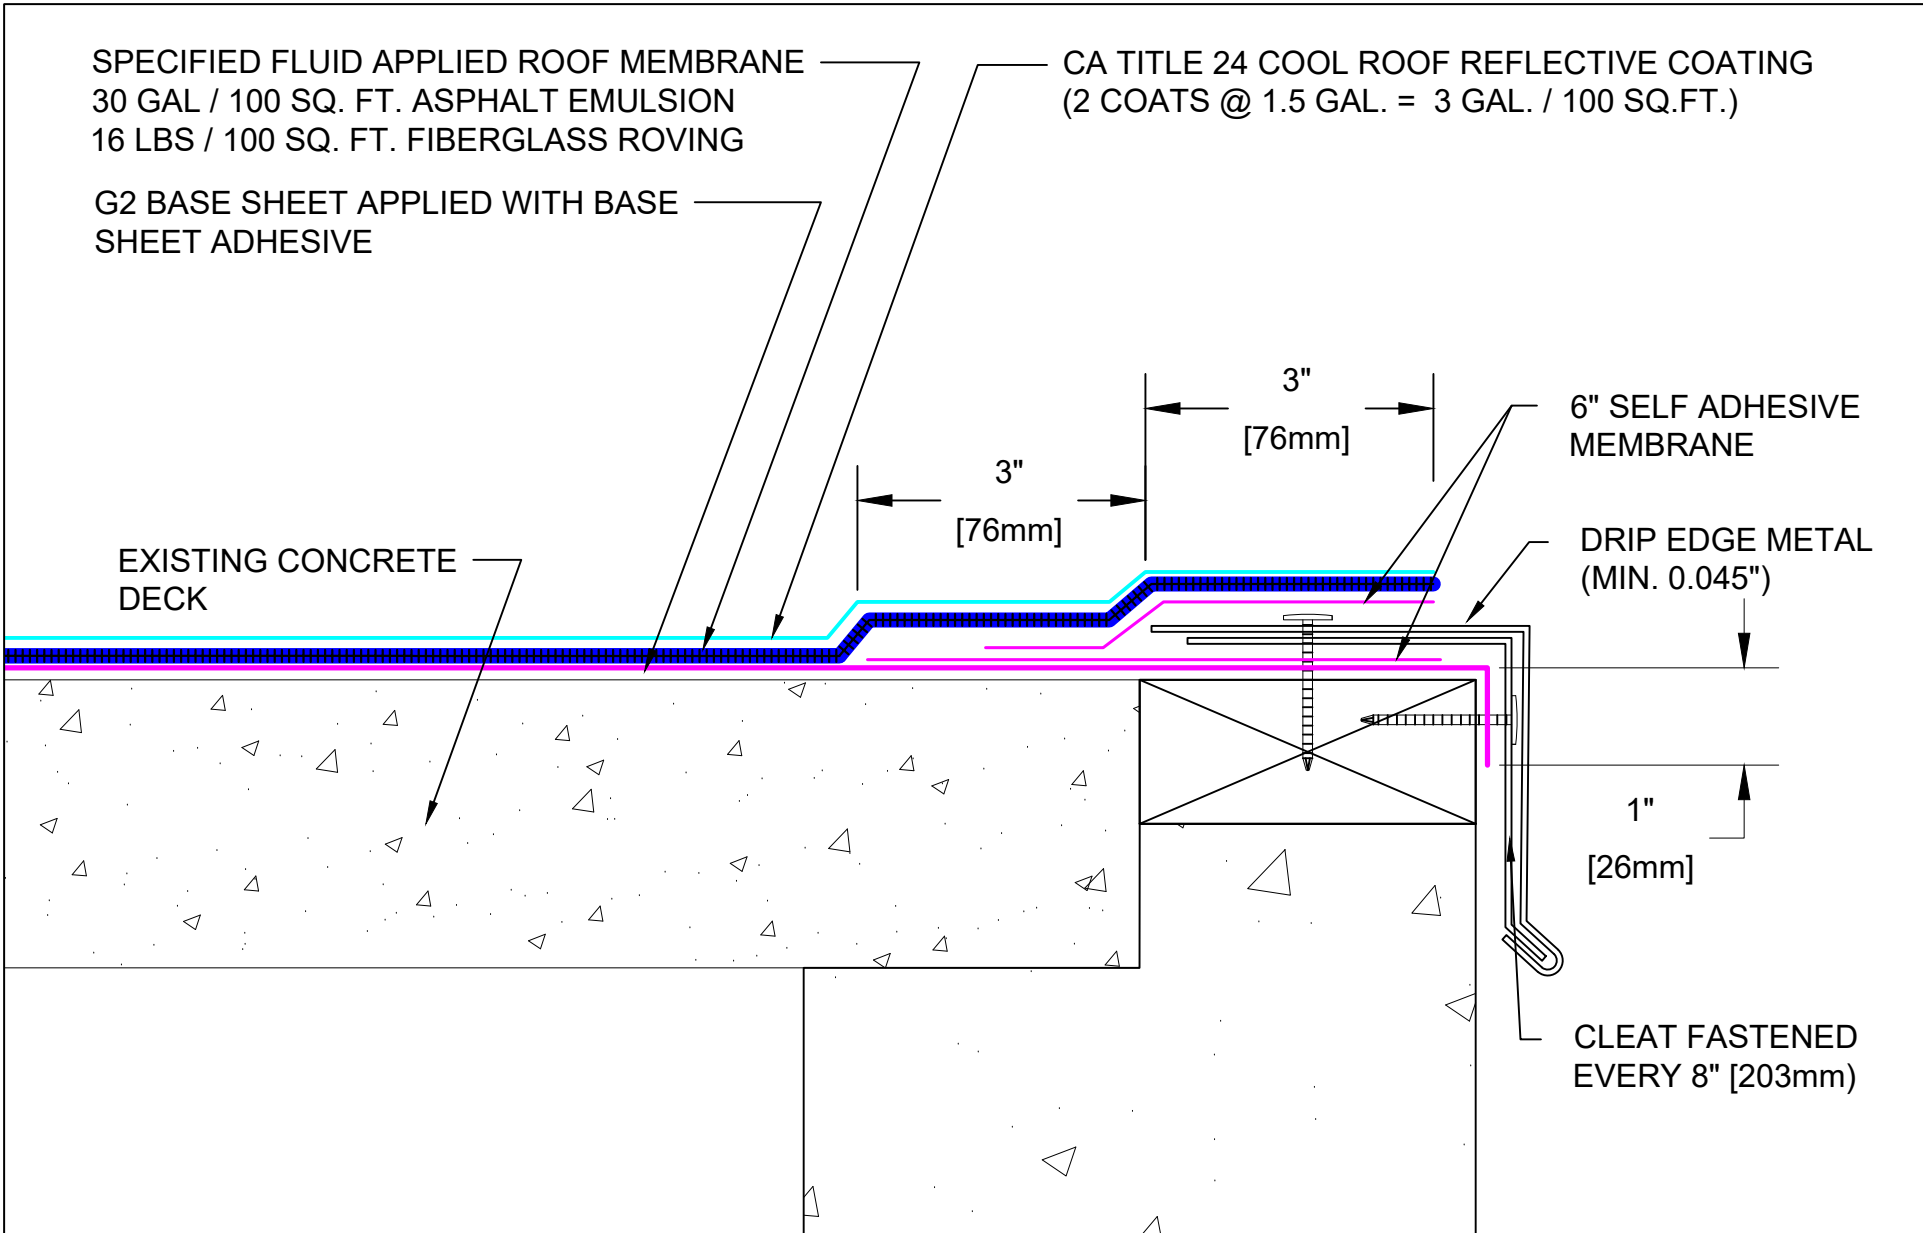 SPECIFIED FLUID APPLIED ROOF MEMBRANE
30 GAL / 100 SQ. FT. ASPHALT EMULSION
16 LBS / 100 SQ. FT. FIBERGLASS ROVING
G2 BASE SHEET APPLIED WITH BASE
SHEET ADHESIVE
CA TITLE 24 COOL ROOF REFLECTIVE COATING
(2 COATS @ 1.5 GAL. = 3 GAL. / 100 SQ.FT.)
3"
[76mm]
3"
[76mm]
6" SELF ADHESIVE
MEMBRANE
EXISTING CONCRETE
DECK
DRIP EDGE METAL
(MIN. 0.045")
1"
[26mm]
CLEAT FASTENED
EVERY 8" [203mm)